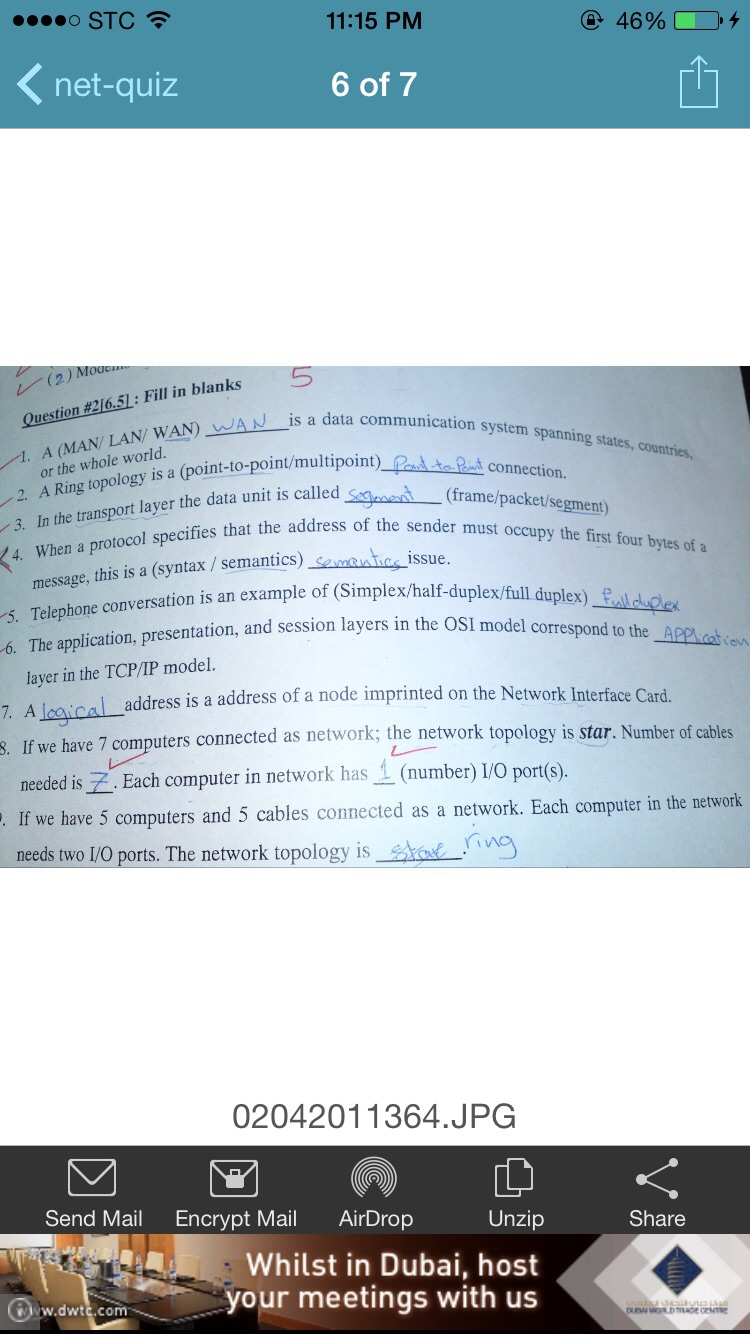 STC 11:15 PM 46%
net-quiz 6 of 7
(2)
5
Question #2[6.5] : Fill in blanks
1. A (MAN/ LAN/ WAN) WAN is a data communication system spanning states, countries,
or the whole world.
2. A Ring topology is a (point-to-point/multipoint) Point-to-Point connection.
3. In the transport layer the data unit is called segment (frame/packet/segment)
4. When a protocol specifies that the address of the sender must occupy the first four bytes of a
message, this is a (syntax / semantics) semantics issue.
5. Telephone conversation is an example of (Simplex/half-duplex/full duplex) full duplex
6. The application, presentation, and session layers in the OSI model correspond to the APPlication
layer in the TCP/IP model.
7. A logical address is a address of a node imprinted on the Network Interface Card.
8. If we have 7 computers connected as network; the network topology is star. Number of cables
needed is 7. Each computer in network has 1 (number) I/O port(s).
. If we have 5 computers and 5 cables connected as a network. Each computer in the network
needs two I/O ports. The network topology is star. ring
02042011364.JPG
Send Mail Encrypt Mail AirDrop Unzip Share
Whilst in Dubai, host
your meetings with us
www.dwtc.com
DUBAI WORLD TRADE CENTRE